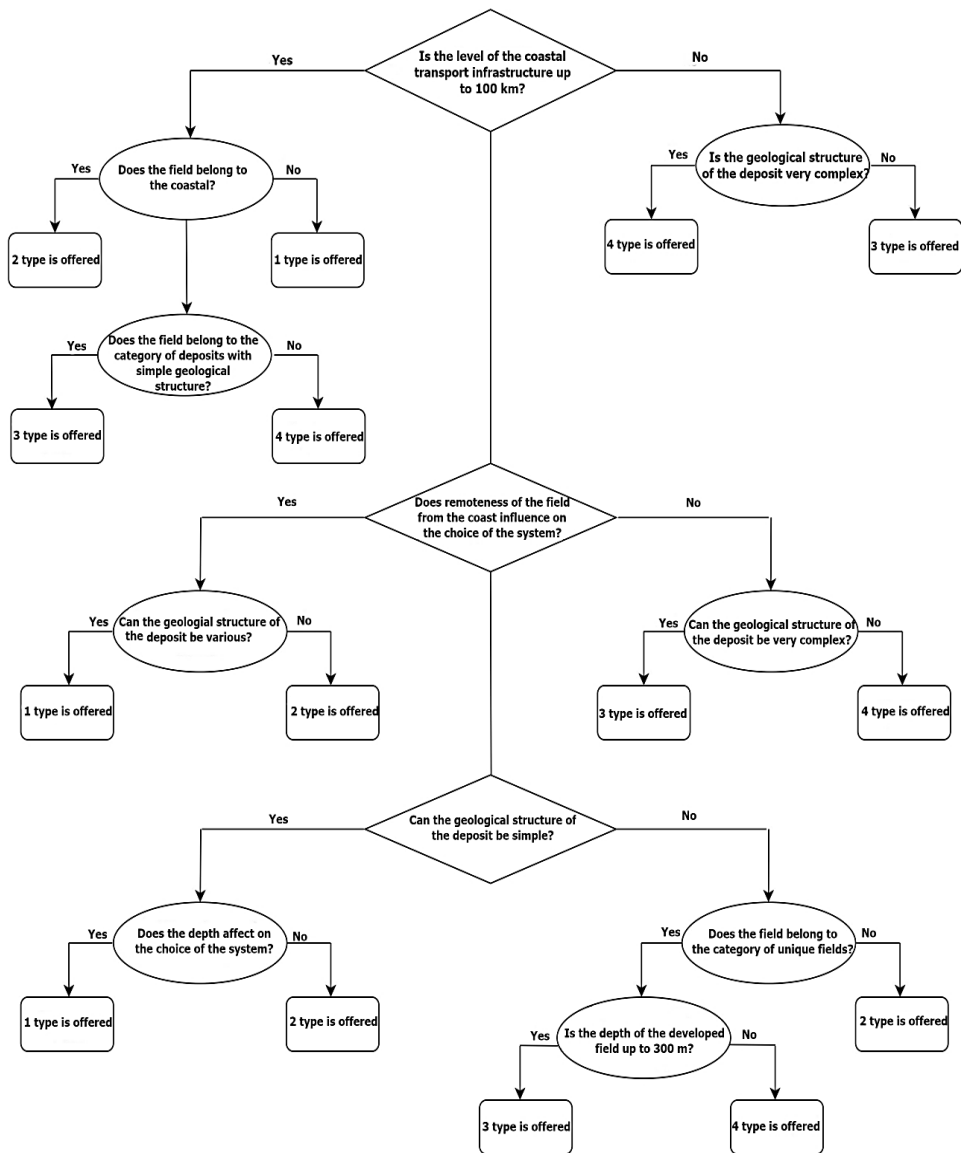 Is the level of the coastal
transport infrastructure up
to 100 km?
Yes
No
Does the field belong to
the coastal?
Yes
No
Is the geological structure
of the deposit very complex?
Yes
No
2 type is offered
1 type is offered
4 type is offered
3 type is offered
Does the field belong to the
category of deposits with
simple geological
structure?
Yes
No
3 type is offered
4 type is offered
Does remoteness of the field
from the coast influence on
the choice of the system?
Yes
No
Can the geologial structure of
the deposit be various?
Yes
No
Can the geological structure of
the deposit be very complex?
Yes
No
1 type is offered
2 type is offered
3 type is offered
4 type is offered
Can the geological structure of
the deposit be simple?
Yes
No
Does the depth affect on
the choice of the system?
Yes
No
Does the field belong to
the category of unique fields?
Yes
No
1 type is offered
2 type is offered
2 type is offered
Is the depth of the developed
field up to 300 m?
Yes
No
3 type is offered
4 type is offered